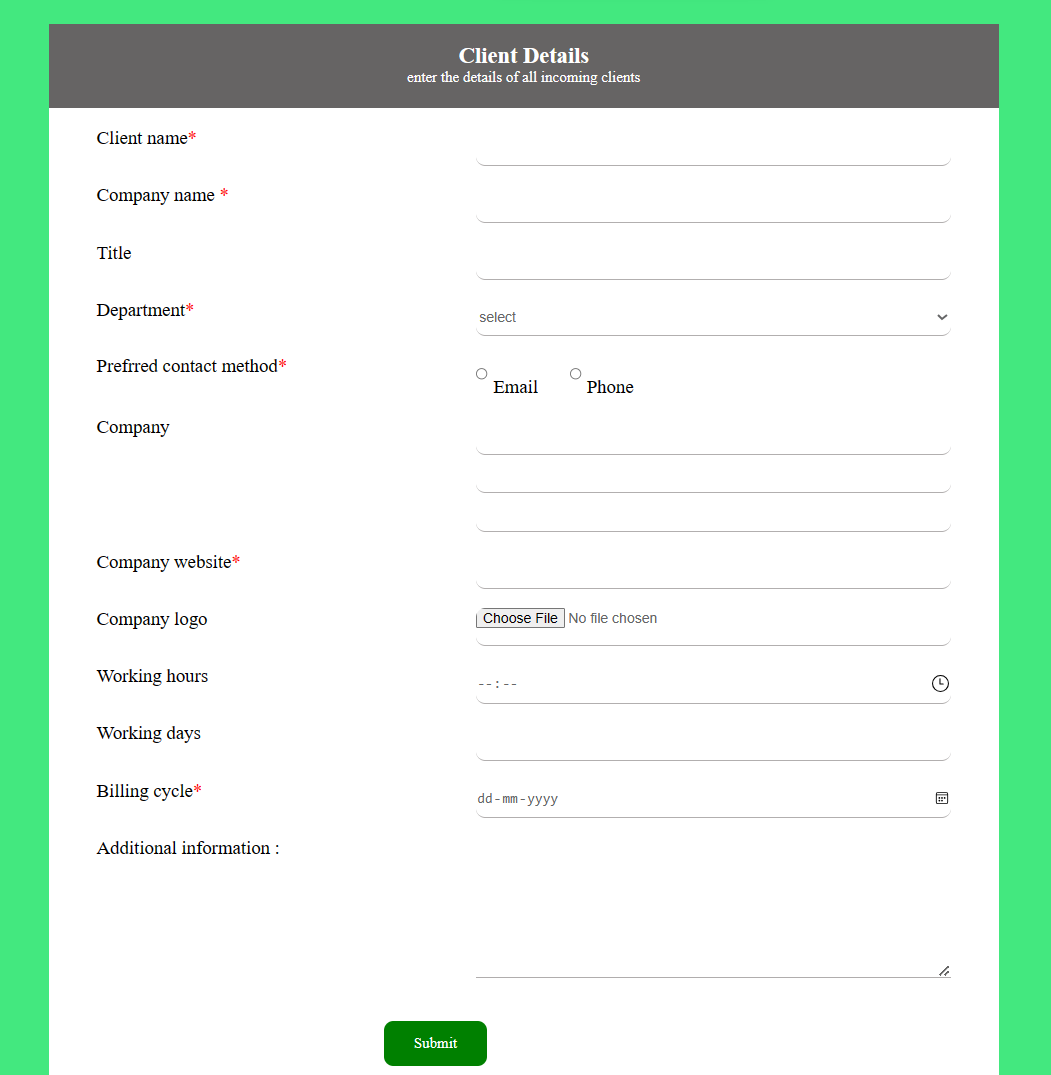 Client Details
enter the details of all incoming clients
Client name*
Company name *
Title
Department*
select
Prefrred contact method*
Email
Phone
Company
Company website*
Company logo
Choose File No file chosen
Working hours
--:--
Working days
Billing cycle*
dd-mm-yyyy
Additional information :
Submit